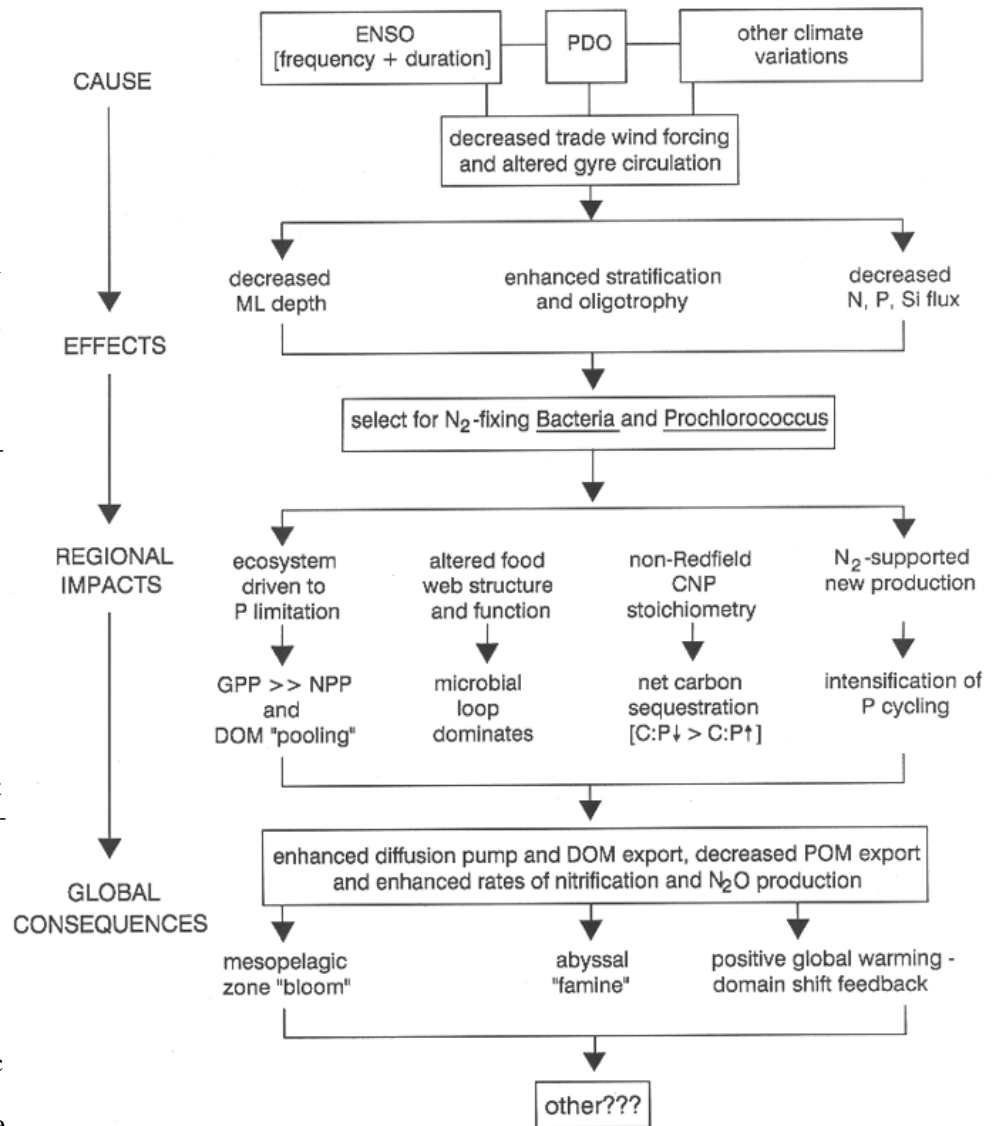 ENSO
[frequency + duration]
PDO
other climate
variations
CAUSE
decreased trade wind forcing
and altered gyre circulation
decreased
ML depth
enhanced stratification
and oligotrophy
decreased
N, P, Si flux
EFFECTS
select for N₂-fixing Bacteria and Prochlorococcus
REGIONAL
IMPACTS
ecosystem
driven to
P limitation
altered food
web structure
and function
non-Redfield
CNP
stoichiometry
N₂-supported
new production
GPP >> NPP
and
DOM "pooling"
microbial
loop
dominates
net carbon
sequestration
[C:P↓ > C:P↑]
intensification of
P cycling
enhanced diffusion pump and DOM export, decreased POM export
and enhanced rates of nitrification and N₂O production
GLOBAL
CONSEQUENCES
mesopelagic
zone "bloom"
abyssal
"famine"
positive global warming -
domain shift feedback
other???